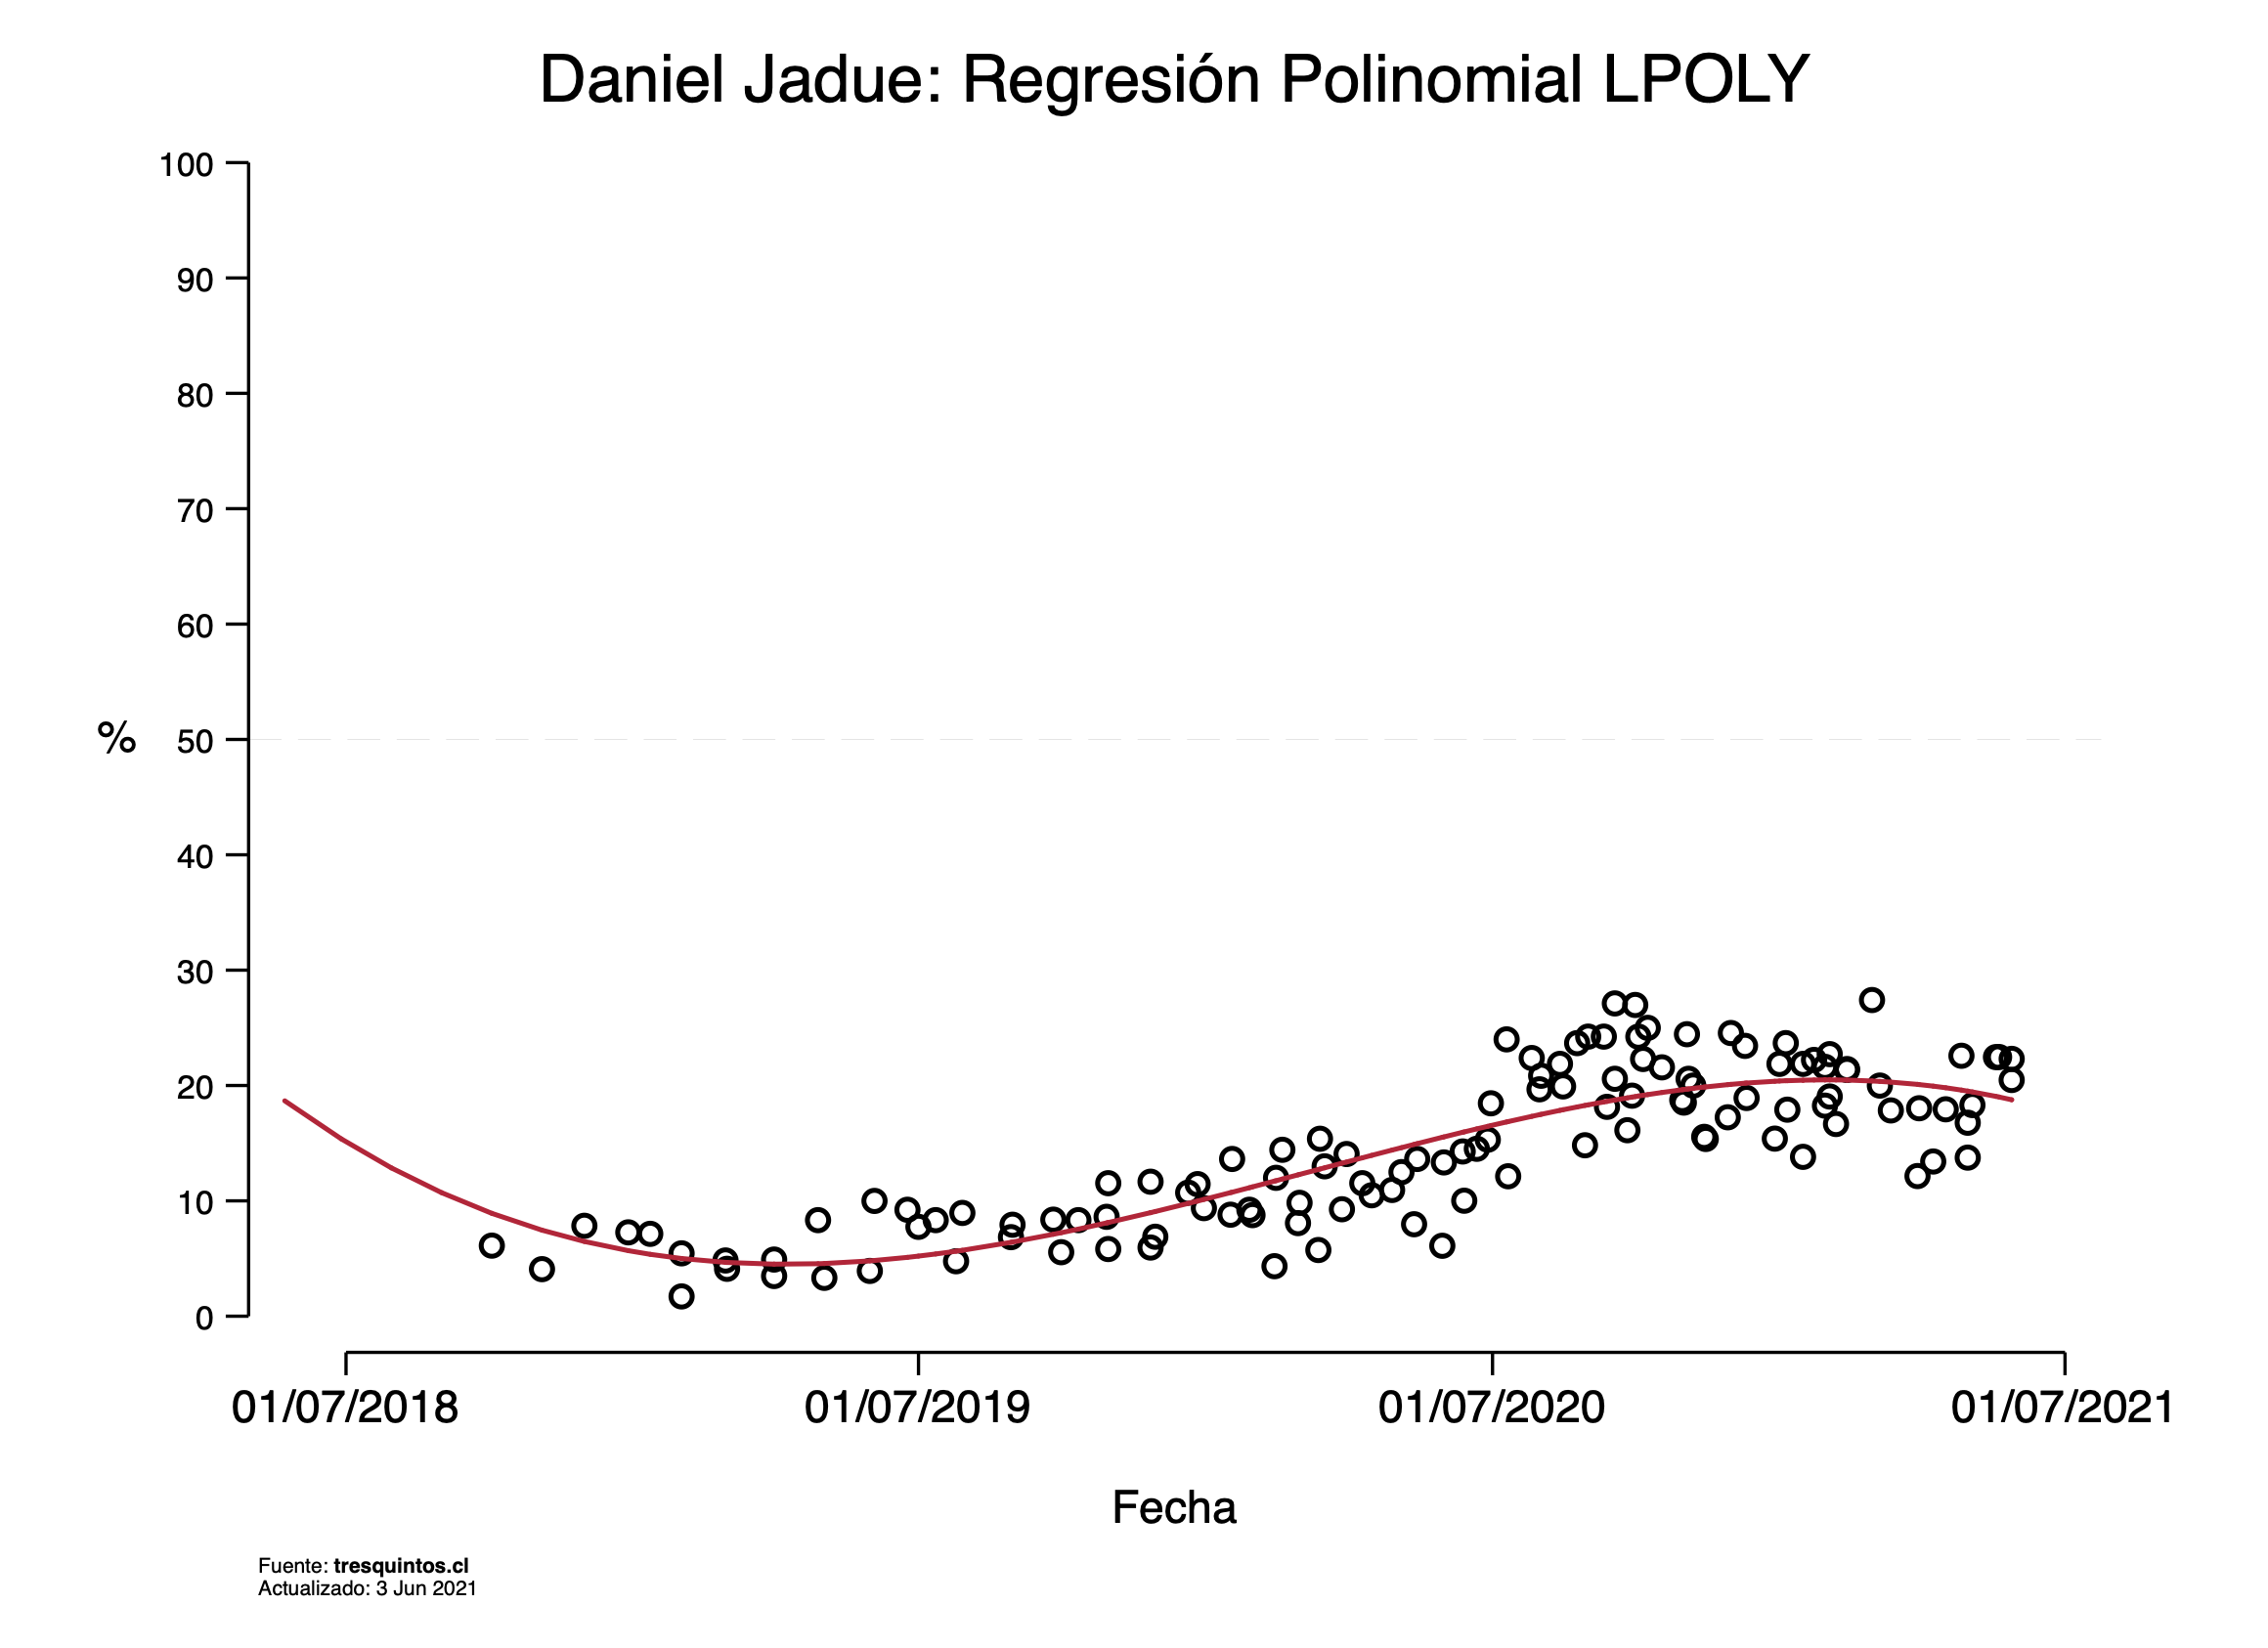 Daniel Jadue: Regresión Polinomial LPOLY
100
90
80
70
60
% 50
40
30
20
10
0
01/07/2018 01/07/2019 01/07/2020 01/07/2021
Fecha
Fuente: tresquintos.cl
Actualizado: 3 Jun 2021